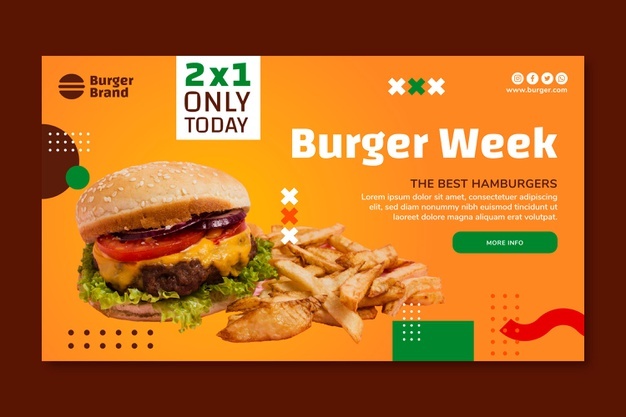 Burger
Brand
2x1
ONLY
TODAY
www.burger.com
Burger Week
THE BEST HAMBURGERS
Lorem ipsum dolor sit amet, consectetuer adipiscing
elit, sed diam nonummy nibh euismod tincidunt
ut laoreet dolore magna aliquam erat volutpat.
MORE INFO